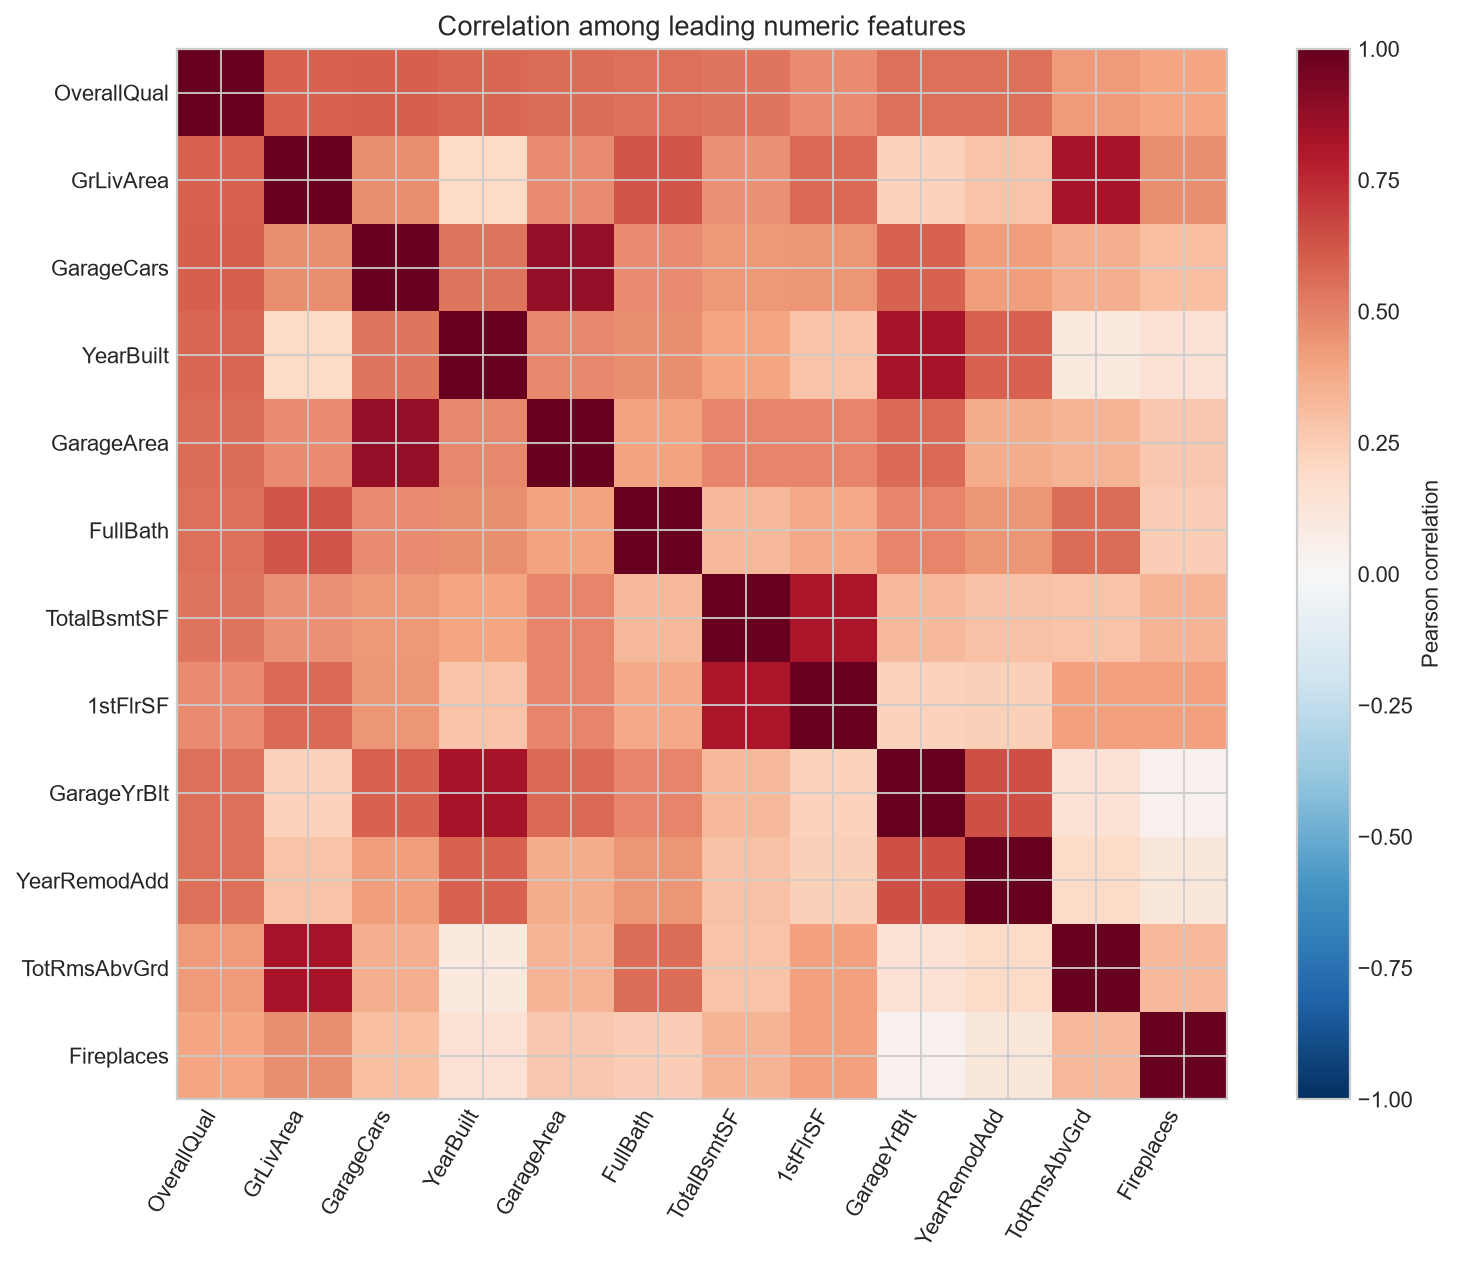 Correlation among leading numeric features
OverallQual
GrLivArea
GarageCars
YearBuilt
GarageArea
FullBath
TotalBsmtSF
1stFlrSF
GarageYrBlt
YearRemodAdd
TotRmsAbvGrd
Fireplaces
OverallQual
GrLivArea
GarageCars
YearBuilt
GarageArea
FullBath
TotalBsmtSF
1stFlrSF
GarageYrBlt
YearRemodAdd
TotRmsAbvGrd
Fireplaces
1.00
0.75
0.50
0.25
0.00
−0.25
−0.50
−0.75
−1.00
Pearson correlation